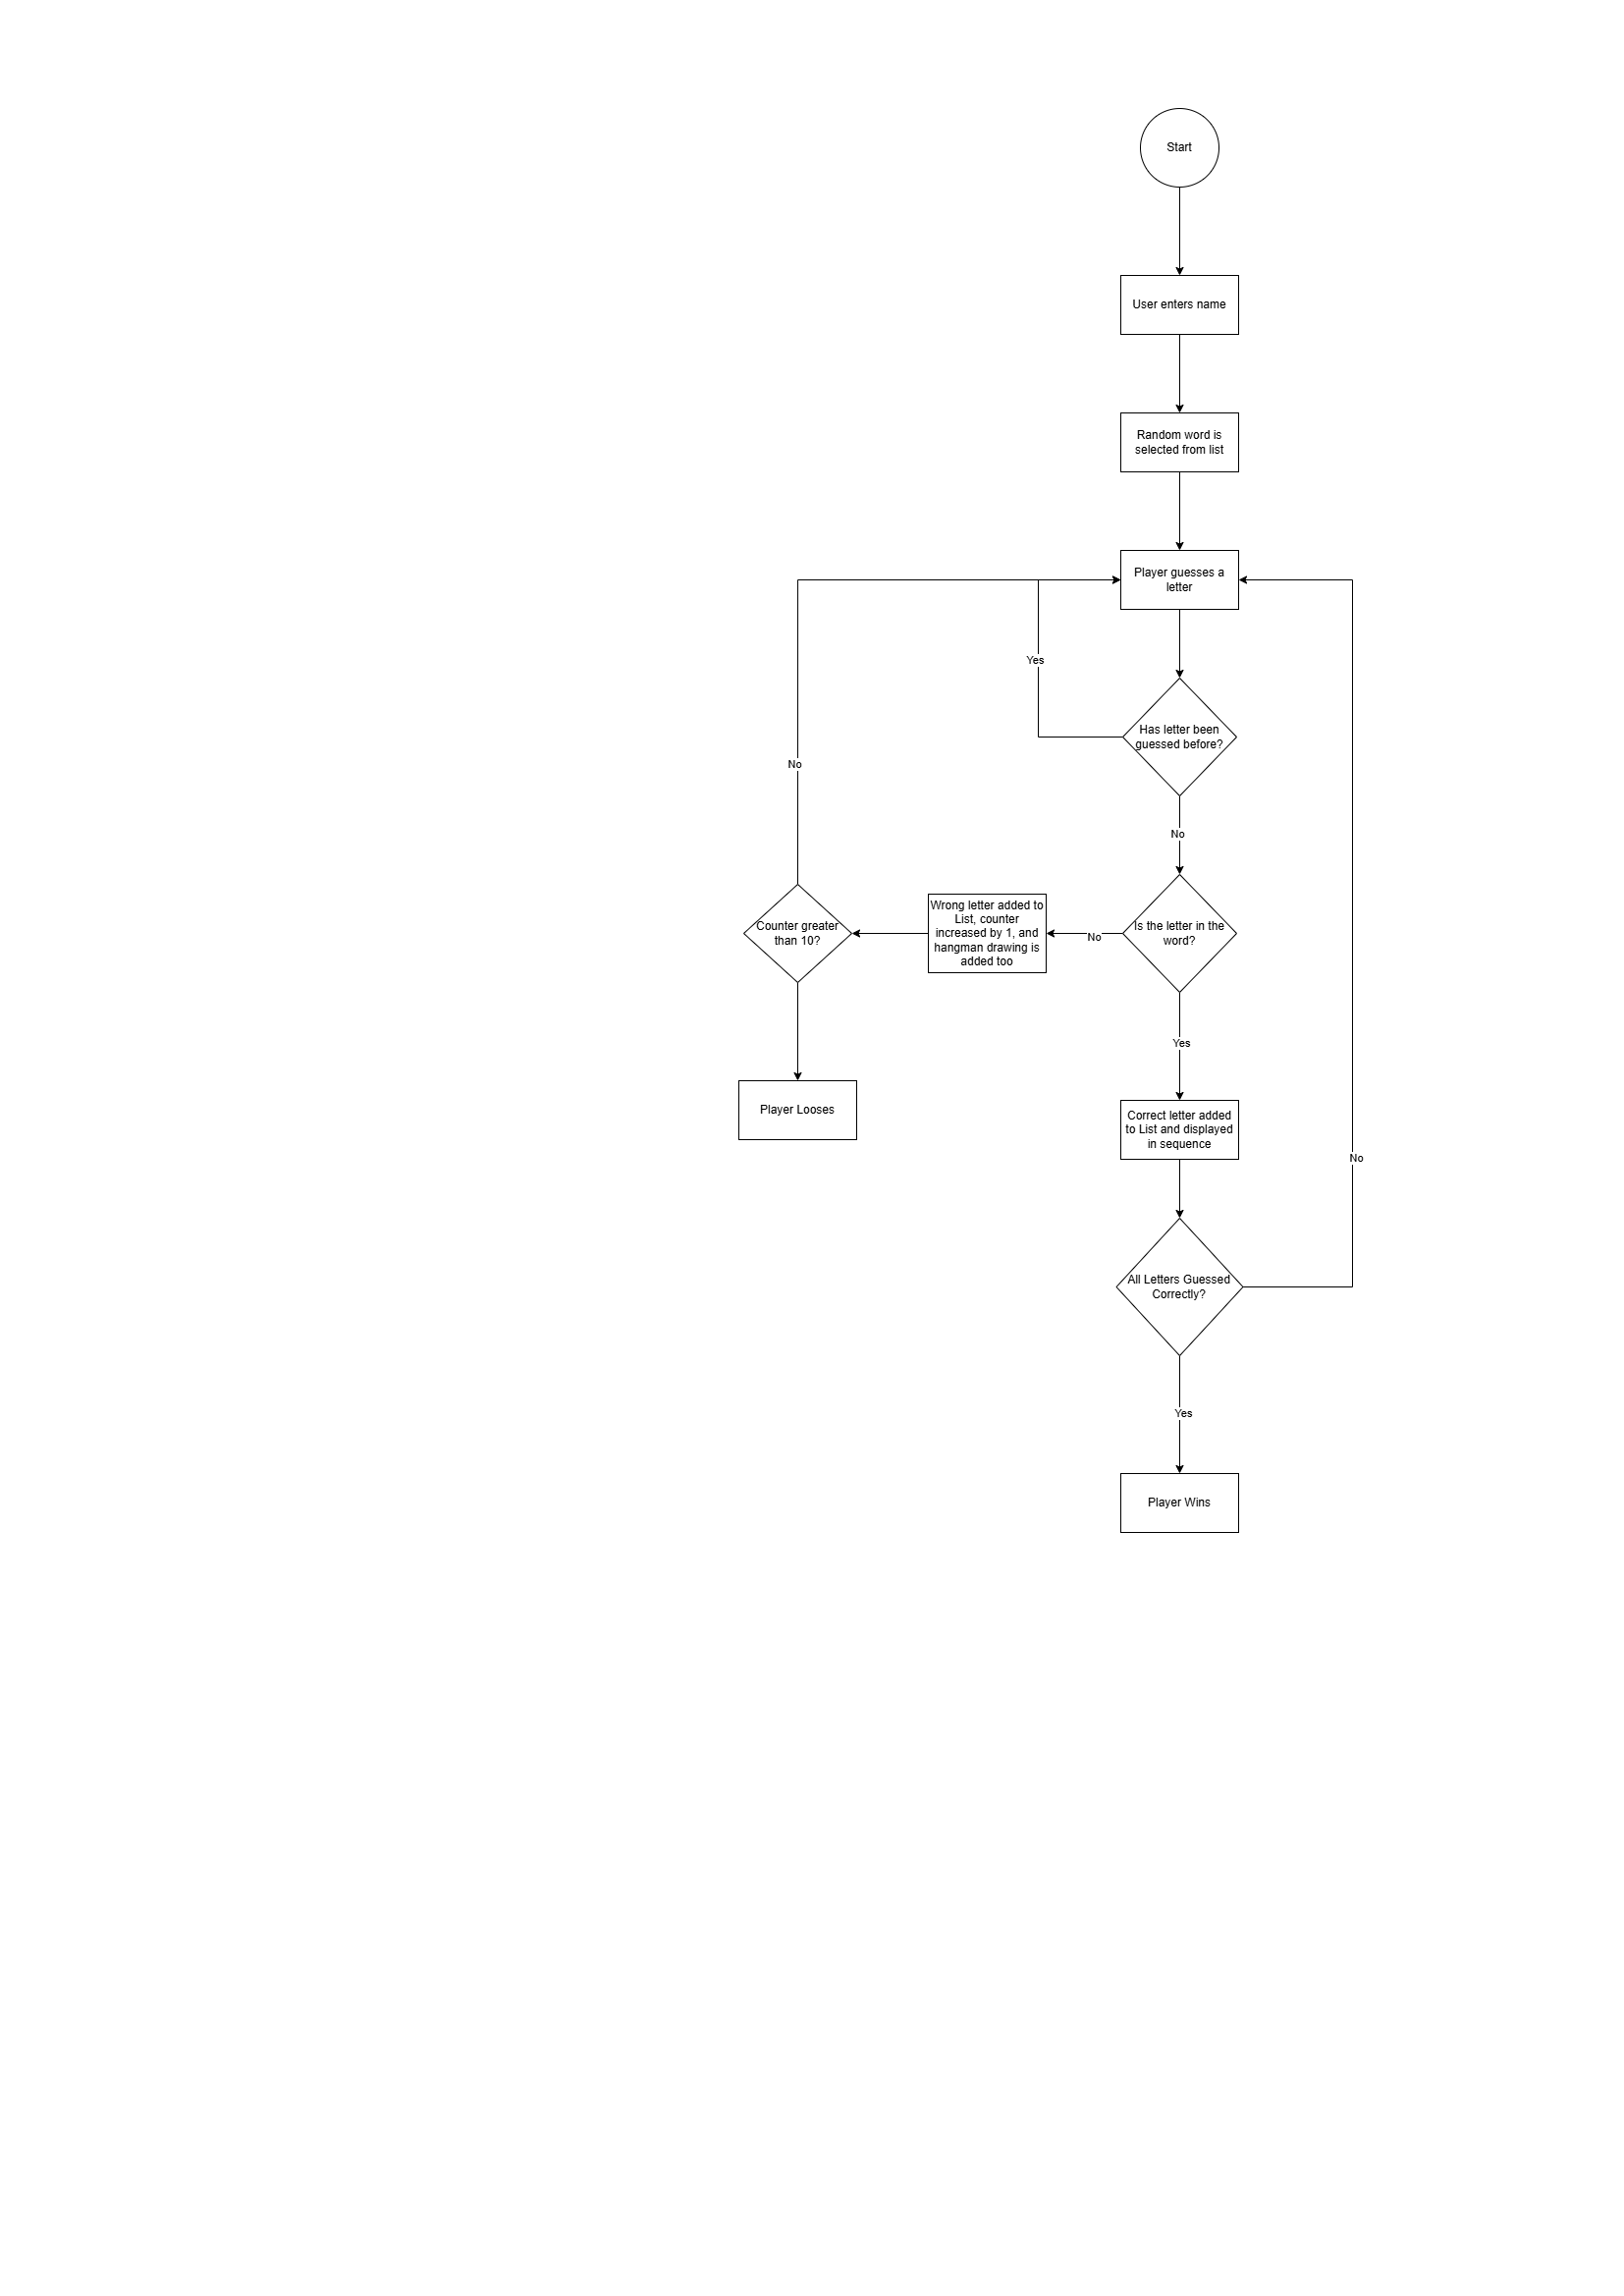 Start
User enters name
Random word is
selected from list
Player guesses a
letter
Yes
Has letter been
guessed before?
No
No
Counter greater
than 10?
Wrong letter added to
List, counter
increased by 1, and
hangman drawing is
added too
No
Is the letter in the
word?
Yes
Player Looses
Correct letter added
to List and displayed
in sequence
No
All Letters Guessed
Correctly?
Yes
Player Wins